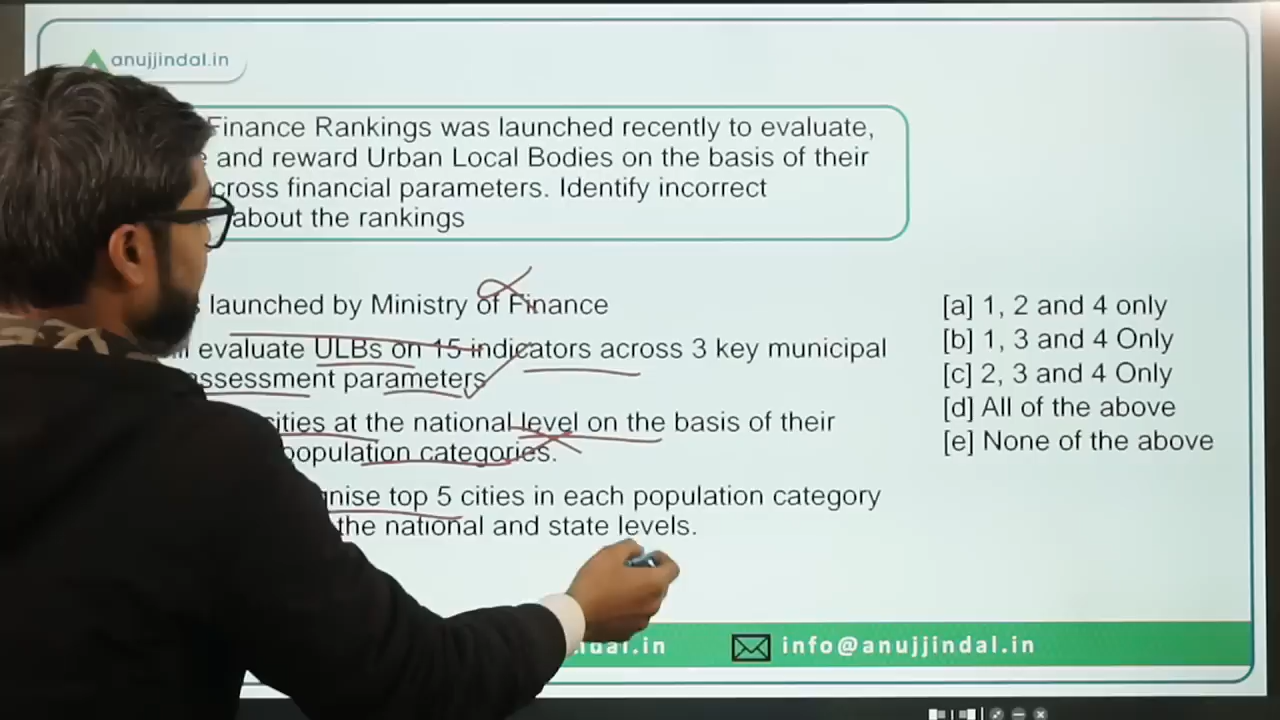 anujjindal.in
Finance Rankings was launched recently to evaluate,
and reward Urban Local Bodies on the basis of their
cross financial parameters. Identify incorrect
about the rankings
launched by Ministry of Finance
evaluate ULBs on 15 indicators across 3 key municipal
assessment parameters
cities at the national level on the basis of their
population categories.
top 5 cities in each population category
the national and state levels.
[a] 1, 2 and 4 only
[b] 1, 3 and 4 Only
[c] 2, 3 and 4 Only
[d] All of the above
[e] None of the above
info@anujjindal.in